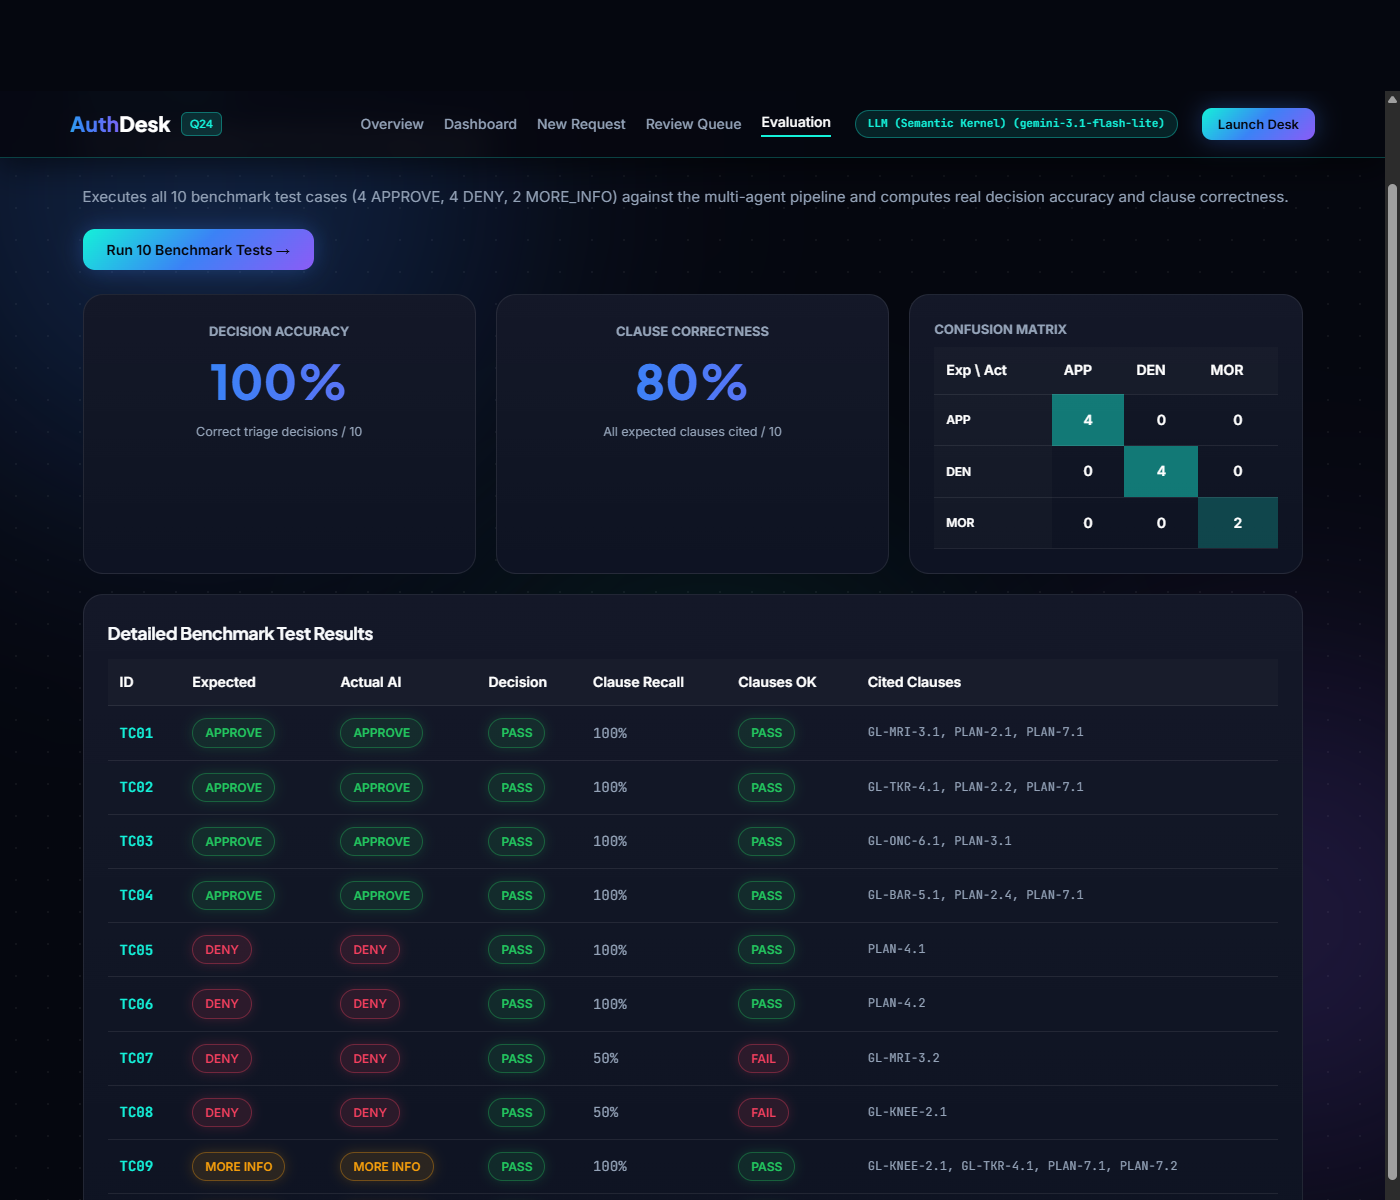 AuthDesk Q24 Overview Dashboard New Request Review Queue Evaluation LLM (Semantic Kernel) (gemini-3.1-flash-lite) Launch Desk
Executes all 10 benchmark test cases (4 APPROVE, 4 DENY, 2 MORE_INFO) against the multi-agent pipeline and computes real decision accuracy and clause correctness.
Run 10 Benchmark Tests →
DECISION ACCURACY
100%
Correct triage decisions / 10
CLAUSE CORRECTNESS
80%
All expected clauses cited / 10
CONFUSION MATRIX
Exp \ Act APP DEN MOR
APP 4 0 0
DEN 0 4 0
MOR 0 0 2
Detailed Benchmark Test Results
ID Expected Actual AI Decision Clause Recall Clauses OK Cited Clauses
TC01 APPROVE APPROVE PASS 100% PASS GL-MRI-3.1, PLAN-2.1, PLAN-7.1
TC02 APPROVE APPROVE PASS 100% PASS GL-TKR-4.1, PLAN-2.2, PLAN-7.1
TC03 APPROVE APPROVE PASS 100% PASS GL-ONC-6.1, PLAN-3.1
TC04 APPROVE APPROVE PASS 100% PASS GL-BAR-5.1, PLAN-2.4, PLAN-7.1
TC05 DENY DENY PASS 100% PASS PLAN-4.1
TC06 DENY DENY PASS 100% PASS PLAN-4.2
TC07 DENY DENY PASS 50% FAIL GL-MRI-3.2
TC08 DENY DENY PASS 50% FAIL GL-KNEE-2.1
TC09 MORE INFO MORE INFO PASS 100% PASS GL-KNEE-2.1, GL-TKR-4.1, PLAN-7.1, PLAN-7.2